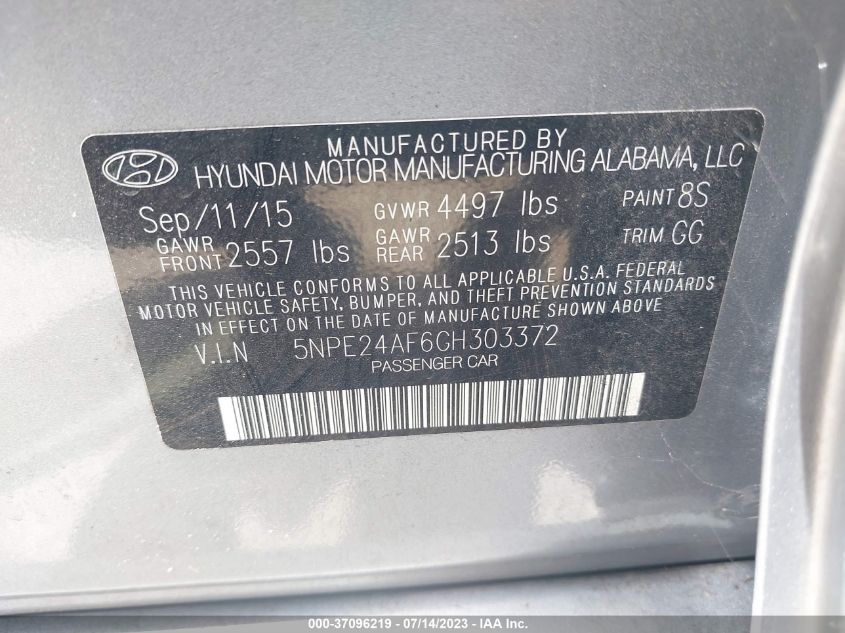 MANUFACTURED BY
HYUNDAI MOTOR MANUFACTURING ALABAMA, LLC
Sep/11/15 GVWR 4497 lbs PAINT 8S
GAWR FRONT 2557 lbs GAWR REAR 2513 lbs TRIM GG
THIS VEHICLE CONFORMS TO ALL APPLICABLE U.S.A. FEDERAL
MOTOR VEHICLE SAFETY, BUMPER, AND THEFT PREVENTION STANDARDS
IN EFFECT ON THE DATE OF MANUFACTURE SHOWN ABOVE
V.I.N 5NPE24AF6GH303372
PASSENGER CAR
000-37096219 - 07/14/2023 - IAA Inc.